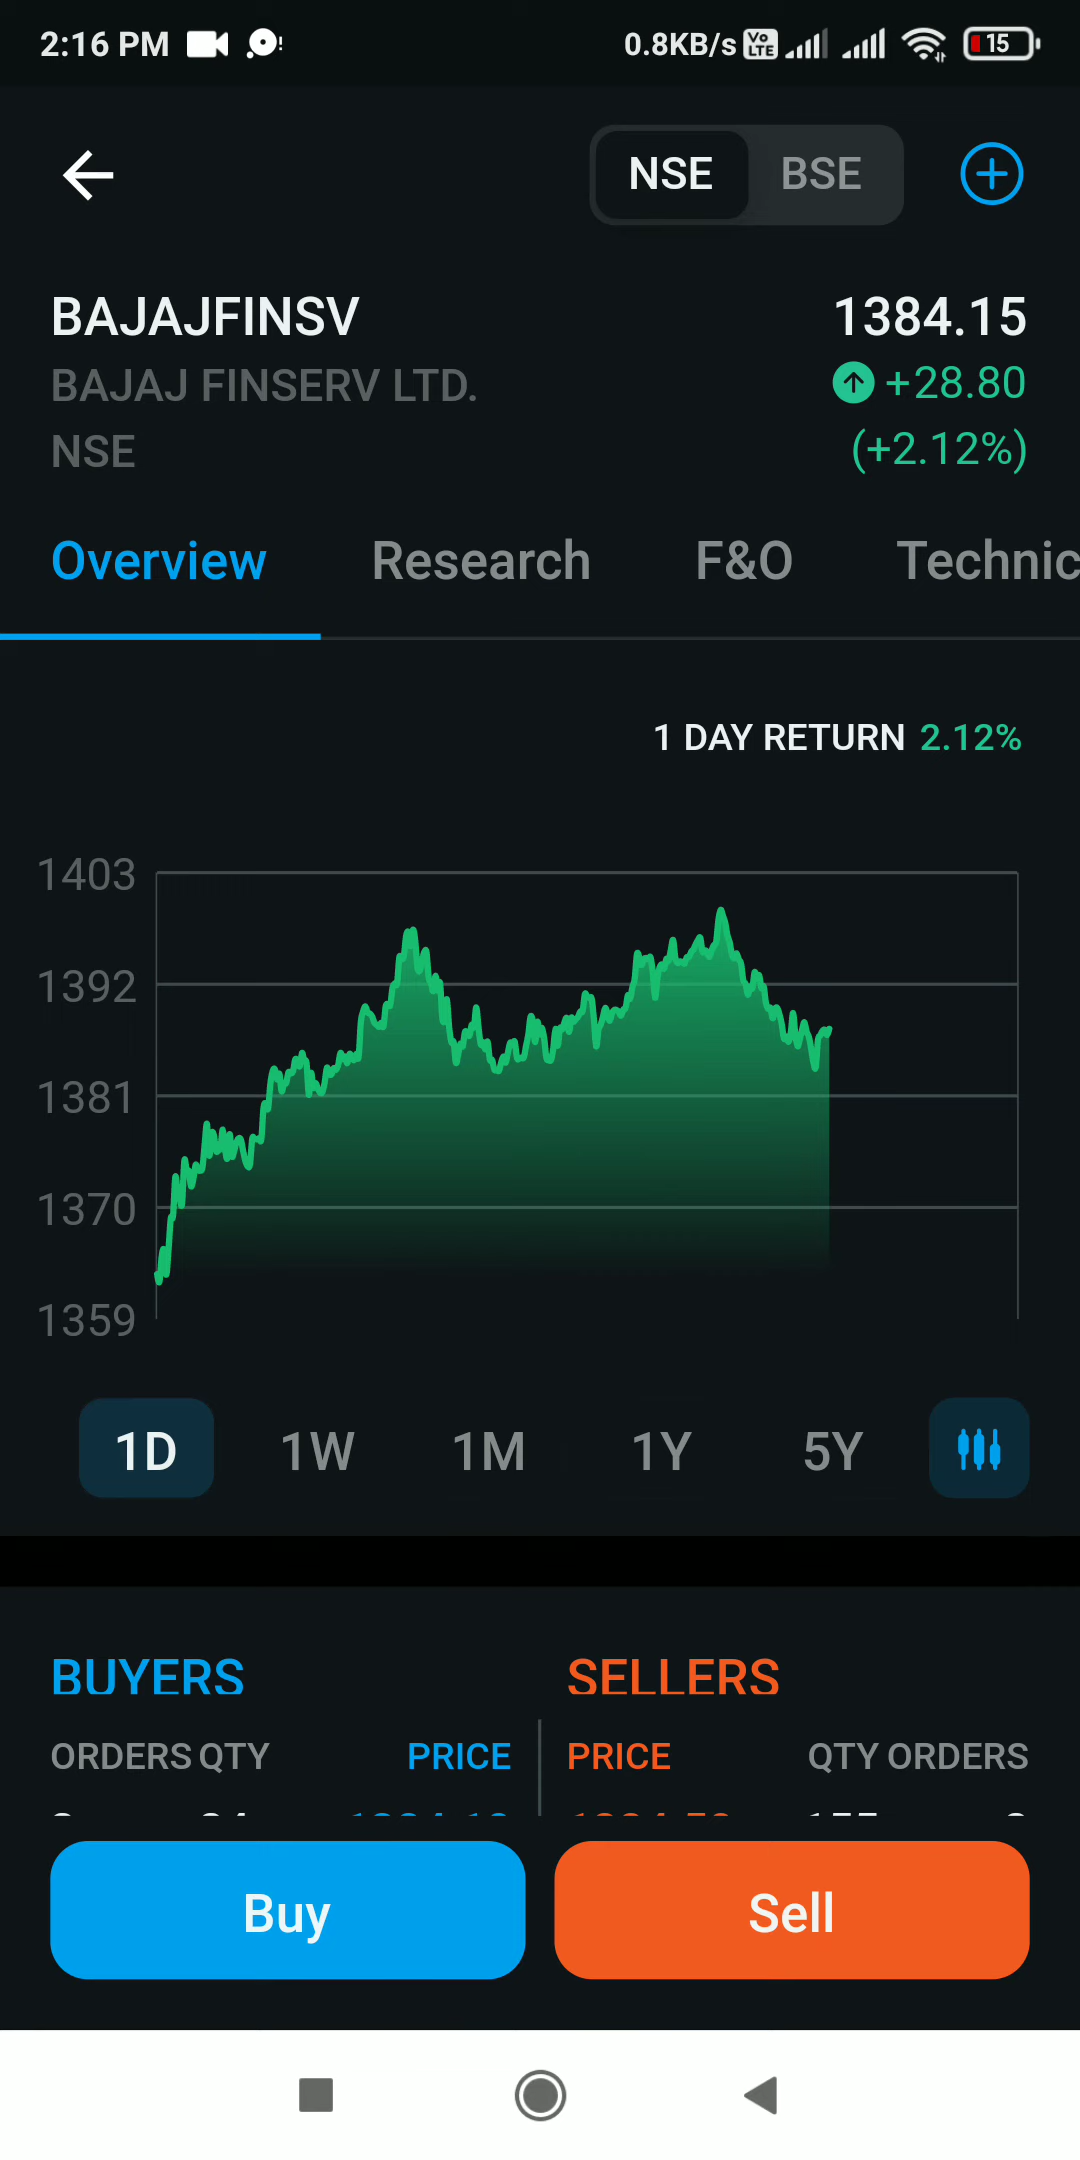 2:16 PM 0.8KB/s Vo LTE 15
NSE BSE
BAJAJFINSV 1384.15
BAJAJ FINSERV LTD. +28.80
NSE (+2.12%)
Overview Research F&O Technic
1 DAY RETURN 2.12%
1403
1392
1381
1370
1359
1D 1W 1M 1Y 5Y
BUYERS SELLERS
ORDERS QTY PRICE PRICE QTY ORDERS
Buy Sell